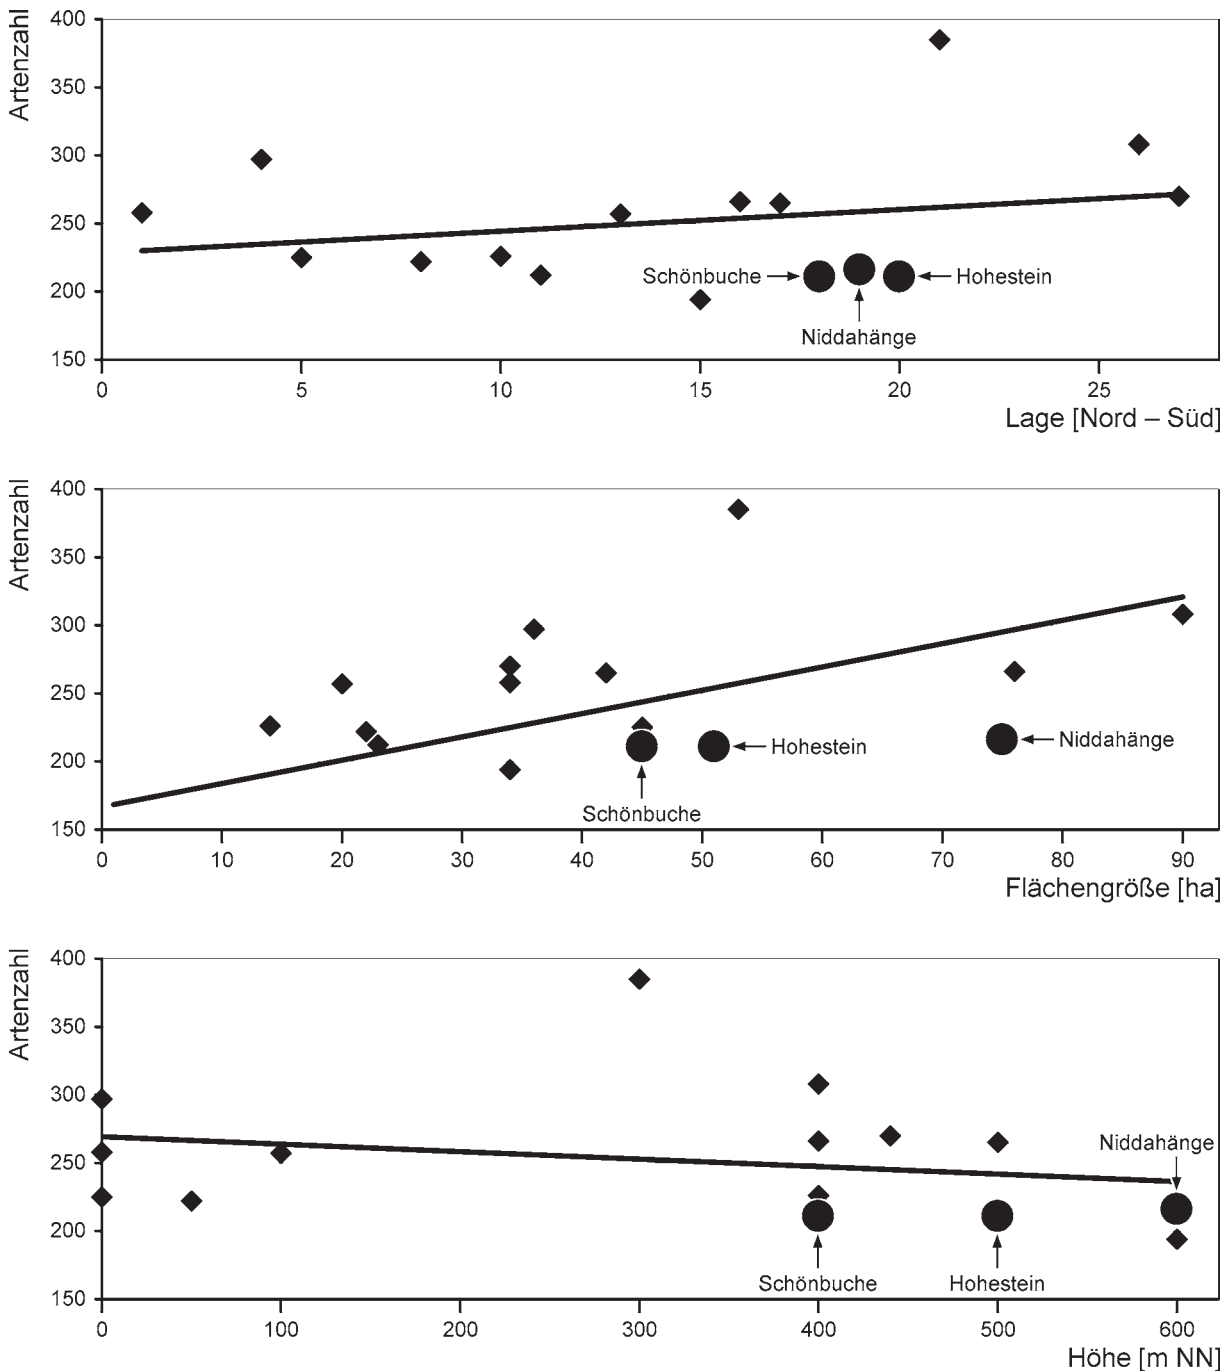 Artenzahl
400
350
300
250
200
150
Schönbuche
Hohestein
Niddahänge
0 5 10 15 20 25
Lage [Nord – Süd]
Artenzahl
400
350
300
250
200
150
Hohestein
Niddahänge
Schönbuche
0 10 20 30 40 50 60 70 80 90
Flächengröße [ha]
Artenzahl
400
350
300
250
200
150
Niddahänge
Schönbuche
Hohestein
0 100 200 300 400 500 600
Höhe [m NN]